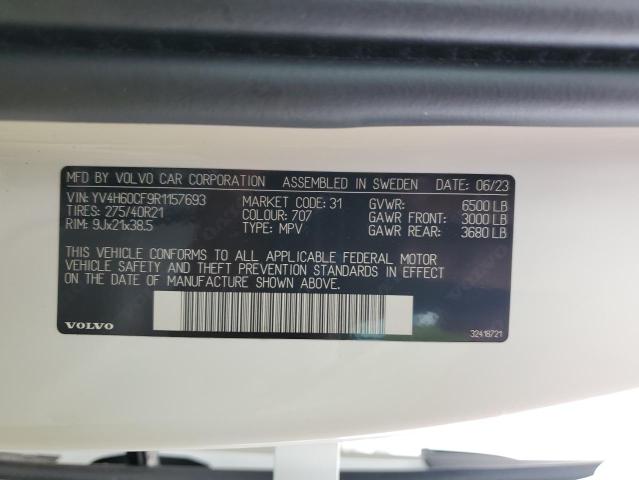 MFD BY VOLVO CAR CORPORATION ASSEMBLED IN SWEDEN DATE: 06/23
VIN: YV4H60CF9R1157693 MARKET CODE: 31 GVWR: 6500 LB
TIRES: 275/40R21 COLOUR: 707 GAWR FRONT: 3000 LB
RIM: 9Jx21x38.5 TYPE: MPV GAWR REAR: 3680 LB
THIS VEHICLE CONFORMS TO ALL APPLICABLE FEDERAL MOTOR
VEHICLE SAFETY AND THEFT PREVENTION STANDARDS IN EFFECT
ON THE DATE OF MANUFACTURE SHOWN ABOVE.
VOLVO 32418721